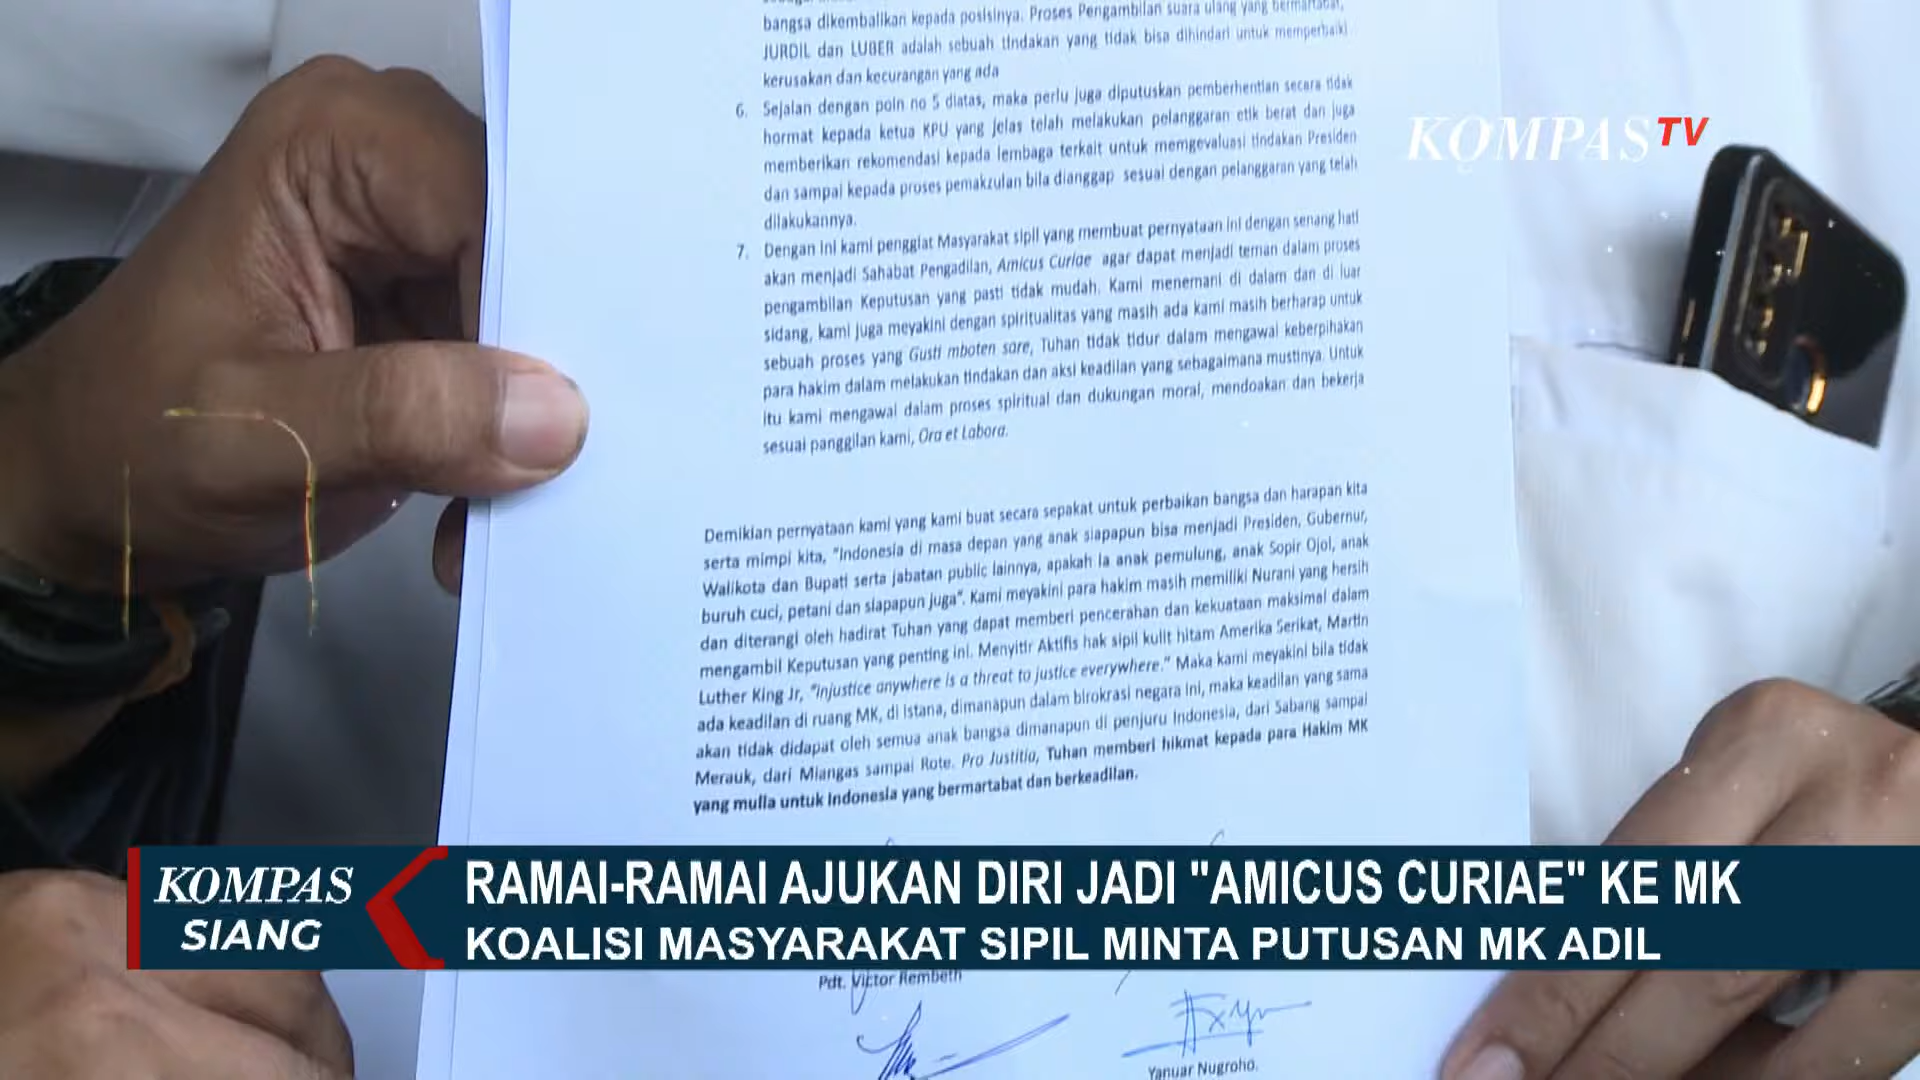 bangsa dikembalikan kepada posisinya. Proses Pengambilan suara ulang yang bermartabat,
JURDIL dan LUBER adalah sebuah tindakan yang tidak bisa dihindari untuk memperbaiki
kerusakan dan kecurangan yang ada
6. Sejalan dengan poin no 5 diatas, maka perlu juga diputuskan pemberhentian secara tidak
hormat kepada ketua KPU yang jelas telah melakukan pelanggaran etik berat dan juga
memberikan rekomendasi kepada lembaga terkait untuk memgevaluasi tindakan Presiden
dan sampai kepada proses pemakzulan bila dianggap sesuai dengan pelanggaran yang telah
dilakukannya.
7. Dengan ini kami penggiat Masyarakat sipil yang membuat pernyataan ini dengan senang hati
akan menjadi Sahabat Pengadilan, Amicus Curiae agar dapat menjadi teman dalam proses
pengambilan Keputusan yang pasti tidak mudah. Kami menemani di dalam dan di luar
sidang, kami juga meyakini dengan spiritualitas yang masih ada kami masih berharap untuk
sebuah proses yang Gusti mboten sare, Tuhan tidak tidur dalam mengawal keberpihakan
para hakim dalam melakukan tindakan dan aksi keadilan yang sebagaimana mustinya. Untuk
itu kami mengawal dalam proses spiritual dan dukungan moral, mendoakan dan bekerja
sesuai panggilan kami, Ora et Labora.
Demikian pernyataan kami yang kami buat secara sepakat untuk perbaikan bangsa dan harapan kita
serta mimpi kita, "Indonesia di masa depan yang anak siapapun bisa menjadi Presiden, Gubernur,
Walikota dan Bupati serta jabatan public lainnya, apakah ia anak pemulung, anak Sopir Ojol, anak
buruh cuci, petani dan siapapun juga". Kami meyakini para hakim masih memiliki Nurani yang hersih
dan diterangi oleh hadirat Tuhan yang dapat memberi pencerahan dan kekuataan maksimal dalam
mengambil Keputusan yang penting ini. Menyitir Aktifis hak sipil kulit hitam Amerika Serikat, Martin
Luther King Jr, "Injustice anywhere is a threat to justice everywhere." Maka kami meyakini bila tidak
ada keadilan di ruang MK, di istana, dimanapun dalam birokrasi negara ini, maka keadilan yang sama
akan tidak didapat oleh semua anak bangsa dimanapun di penjuru Indonesia, dari Sabang sampai
Merauk, dari Miangas sampai Rote. Pro Justitia, Tuhan memberi hikmat kepada para Hakim MK
yang mulia untuk Indonesia yang bermartabat dan berkeadilan.
KOMPAS TV
KOMPAS
SIANG
RAMAI-RAMAI AJUKAN DIRI JADI "AMICUS CURIAE" KE MK
KOALISI MASYARAKAT SIPIL MINTA PUTUSAN MK ADIL
Pdt. Victor Rembeth
Yanuar Nugroho.